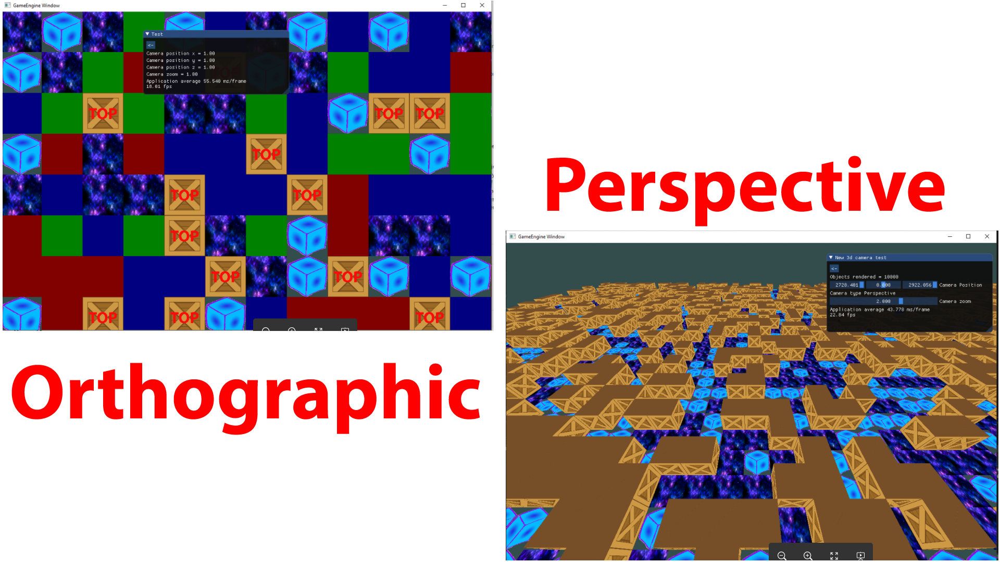 GameEngine Window
Test
<-
Camera position x = 1.00
Camera position y = 1.00
Camera position z = 1.00
Camera zoom = 1.00
Application average 55.540 ms/frame
18.01 fps
TOP
TOP TOP
TOP
TOP TOP
TOP
TOP TOP
TOP TOP TOP
Orthographic
Perspective
GameEngine Window
New 3d camera test
<-
Objects rendered = 10000
2728.401 0.000 2922.056 Camera Position
Camera type Perspective
2.000 Camera zoom
Application average 43.778 ms/frame
22.84 fps